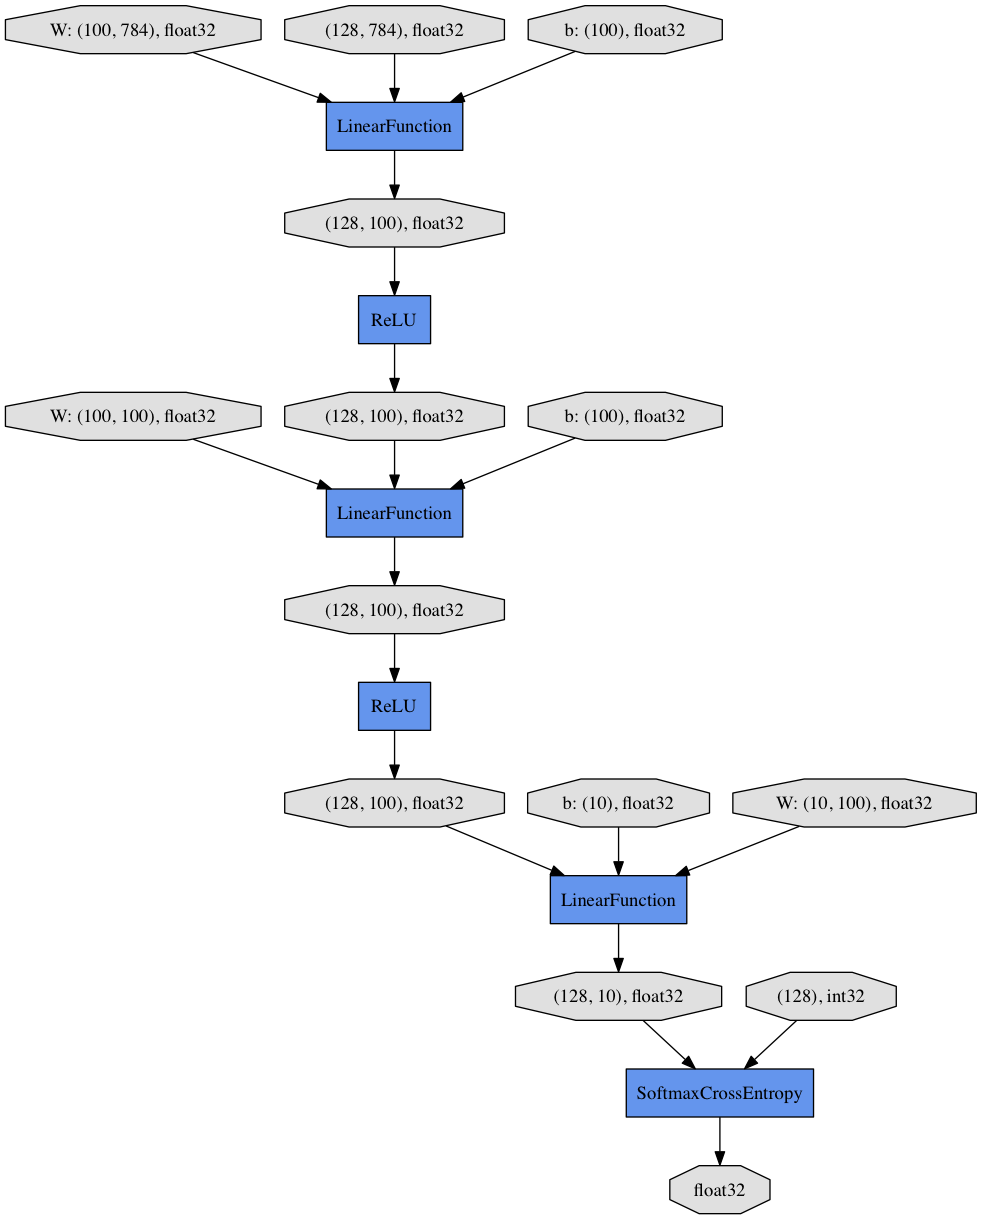 W: (100, 784), float32
(128, 784), float32
b: (100), float32
LinearFunction
(128, 100), float32
ReLU
W: (100, 100), float32
(128, 100), float32
b: (100), float32
LinearFunction
(128, 100), float32
ReLU
(128, 100), float32
b: (10), float32
W: (10, 100), float32
LinearFunction
(128, 10), float32
(128), int32
SoftmaxCrossEntropy
float32